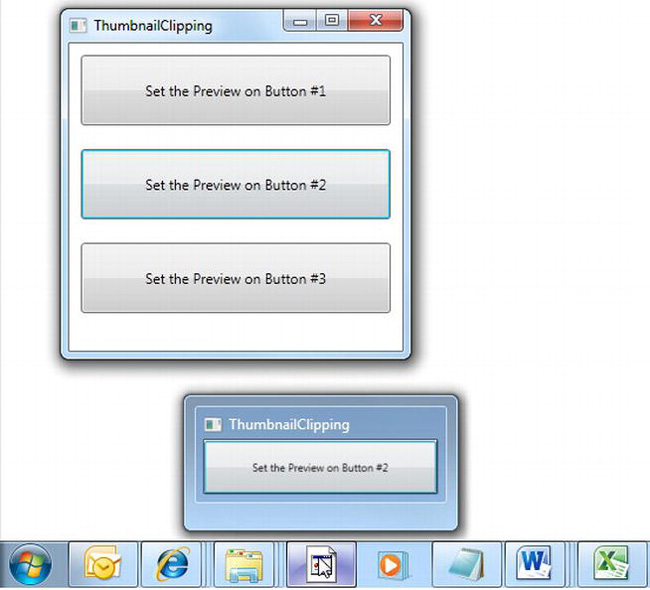 ThumbnailClipping
Set the Preview on Button #1
Set the Preview on Button #2
Set the Preview on Button #3
ThumbnailClipping
Set the Preview on Button #2